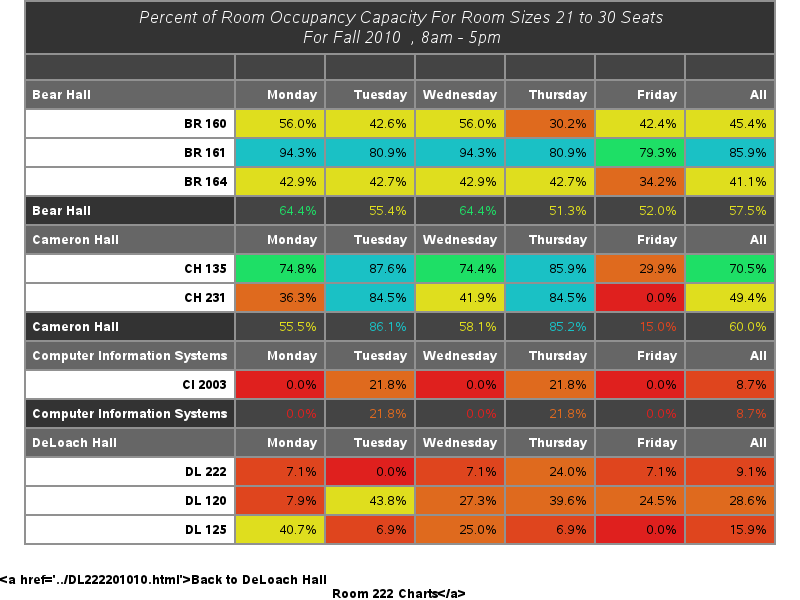 Percent of Room Occupancy Capacity For Room Sizes 21 to 30 Seats
For Fall 2010 , 8am - 5pm
Bear Hall Monday Tuesday Wednesday Thursday Friday All
BR 160 56.0% 42.6% 56.0% 30.2% 42.4% 45.4%
BR 161 94.3% 80.9% 94.3% 80.9% 79.3% 85.9%
BR 164 42.9% 42.7% 42.9% 42.7% 34.2% 41.1%
Bear Hall 64.4% 55.4% 64.4% 51.3% 52.0% 57.5%
Cameron Hall Monday Tuesday Wednesday Thursday Friday All
CH 135 74.8% 87.6% 74.4% 85.9% 29.9% 70.5%
CH 231 36.3% 84.5% 41.9% 84.5% 0.0% 49.4%
Cameron Hall 55.5% 86.1% 58.1% 85.2% 15.0% 60.0%
Computer Information Systems Monday Tuesday Wednesday Thursday Friday All
CI 2003 0.0% 21.8% 0.0% 21.8% 0.0% 8.7%
Computer Information Systems 0.0% 21.8% 0.0% 21.8% 0.0% 8.7%
DeLoach Hall Monday Tuesday Wednesday Thursday Friday All
DL 222 7.1% 0.0% 7.1% 24.0% 7.1% 9.1%
DL 120 7.9% 43.8% 27.3% 39.6% 24.5% 28.6%
DL 125 40.7% 6.9% 25.0% 6.9% 0.0% 15.9%
<a href='../DL222201010.html'>Back to DeLoach Hall
Room 222 Charts</a>